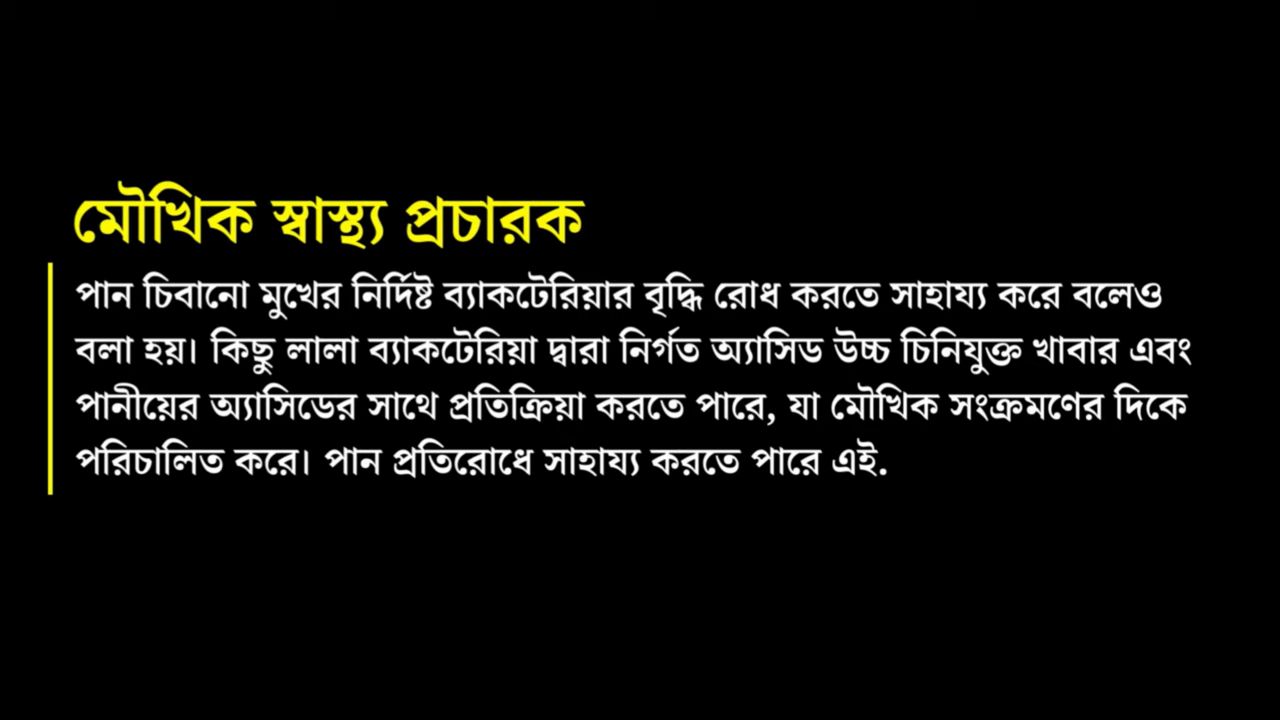 মৌখিক স্বাস্থ্য প্রচারক
পান চিবানো মুখের নির্দিষ্ট ব্যাকটেরিয়ার বৃদ্ধি রোধ করতে সাহায্য করে বলেও
বলা হয়। কিছু লালা ব্যাকটেরিয়া দ্বারা নির্গত অ্যাসিড উচ্চ চিনিযুক্ত খাবার এবং
পানীয়ের অ্যাসিডের সাথে প্রতিক্রিয়া করতে পারে, যা মৌখিক সংক্রমণের দিকে
পরিচালিত করে। পান প্রতিরোধে সাহায্য করতে পারে এই.